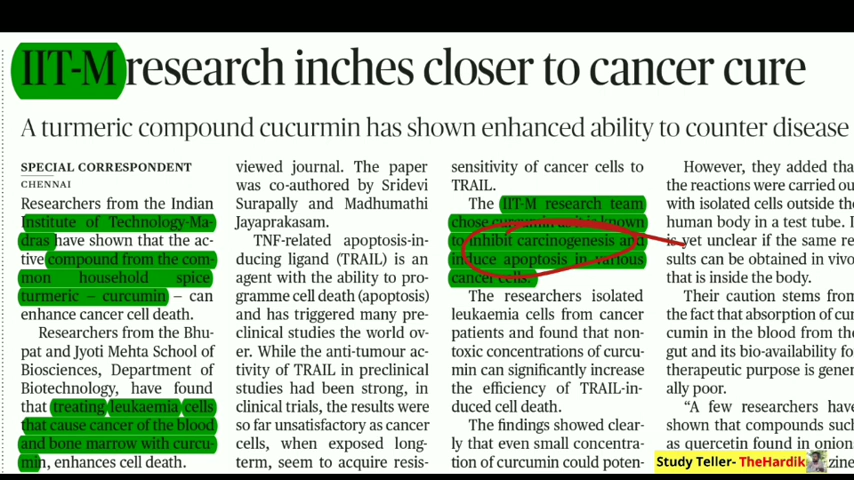 IIT-M research inches closer to cancer cure
A turmeric compound cucurmin has shown enhanced ability to counter disease
SPECIAL CORRESPONDENT
CHENNAI
Researchers from the Indian
Institute of Technology-Ma-
dras have shown that the ac-
tive compound from the com-
mon household spice
turmeric – curcumin – can
enhance cancer cell death.
Researchers from the Bhu-
pat and Jyoti Mehta School of
Biosciences, Department of
Biotechnology, have found
that treating leukaemia cells
that cause cancer of the blood
and bone marrow with curcu-
min, enhances cell death.
viewed journal. The paper
was co-authored by Sridevi
Surapally and Madhumathi
Jayaprakasam.
TNF-related apoptosis-in-
ducing ligand (TRAIL) is an
agent with the ability to pro-
gramme cell death (apoptosis)
and has triggered many pre-
clinical studies the world ov-
er. While the anti-tumour ac-
tivity of TRAIL in preclinical
studies had been strong, in
clinical trials, the results were
so far unsatisfactory as cancer
cells, when exposed long-
term, seem to acquire resis-
sensitivity of cancer cells to
TRAIL.
The IIT-M research team
chose curcumin as it is known
to inhibit carcinogenesis and
induce apoptosis in various
cancer cells.
The researchers isolated
leukaemia cells from cancer
patients and found that non-
toxic concentrations of curcu-
min can significantly increase
the efficiency of TRAIL-in-
duced cell death.
The findings showed clear-
ly that even small concentra-
tion of curcumin could poten-
However, they added tha
the reactions were carried ou
with isolated cells outside the
human body in a test tube. I
is yet unclear if the same re
sults can be obtained in vivo
that is inside the body.
Their caution stems from
the fact that absorption of cur
cumin in the blood from the
gut and its bio-availability fo
therapeutic purpose is gener
ally poor.
“A few researchers have
shown that compounds such
as quercetin found in onion
zine
Study Teller- TheHardik